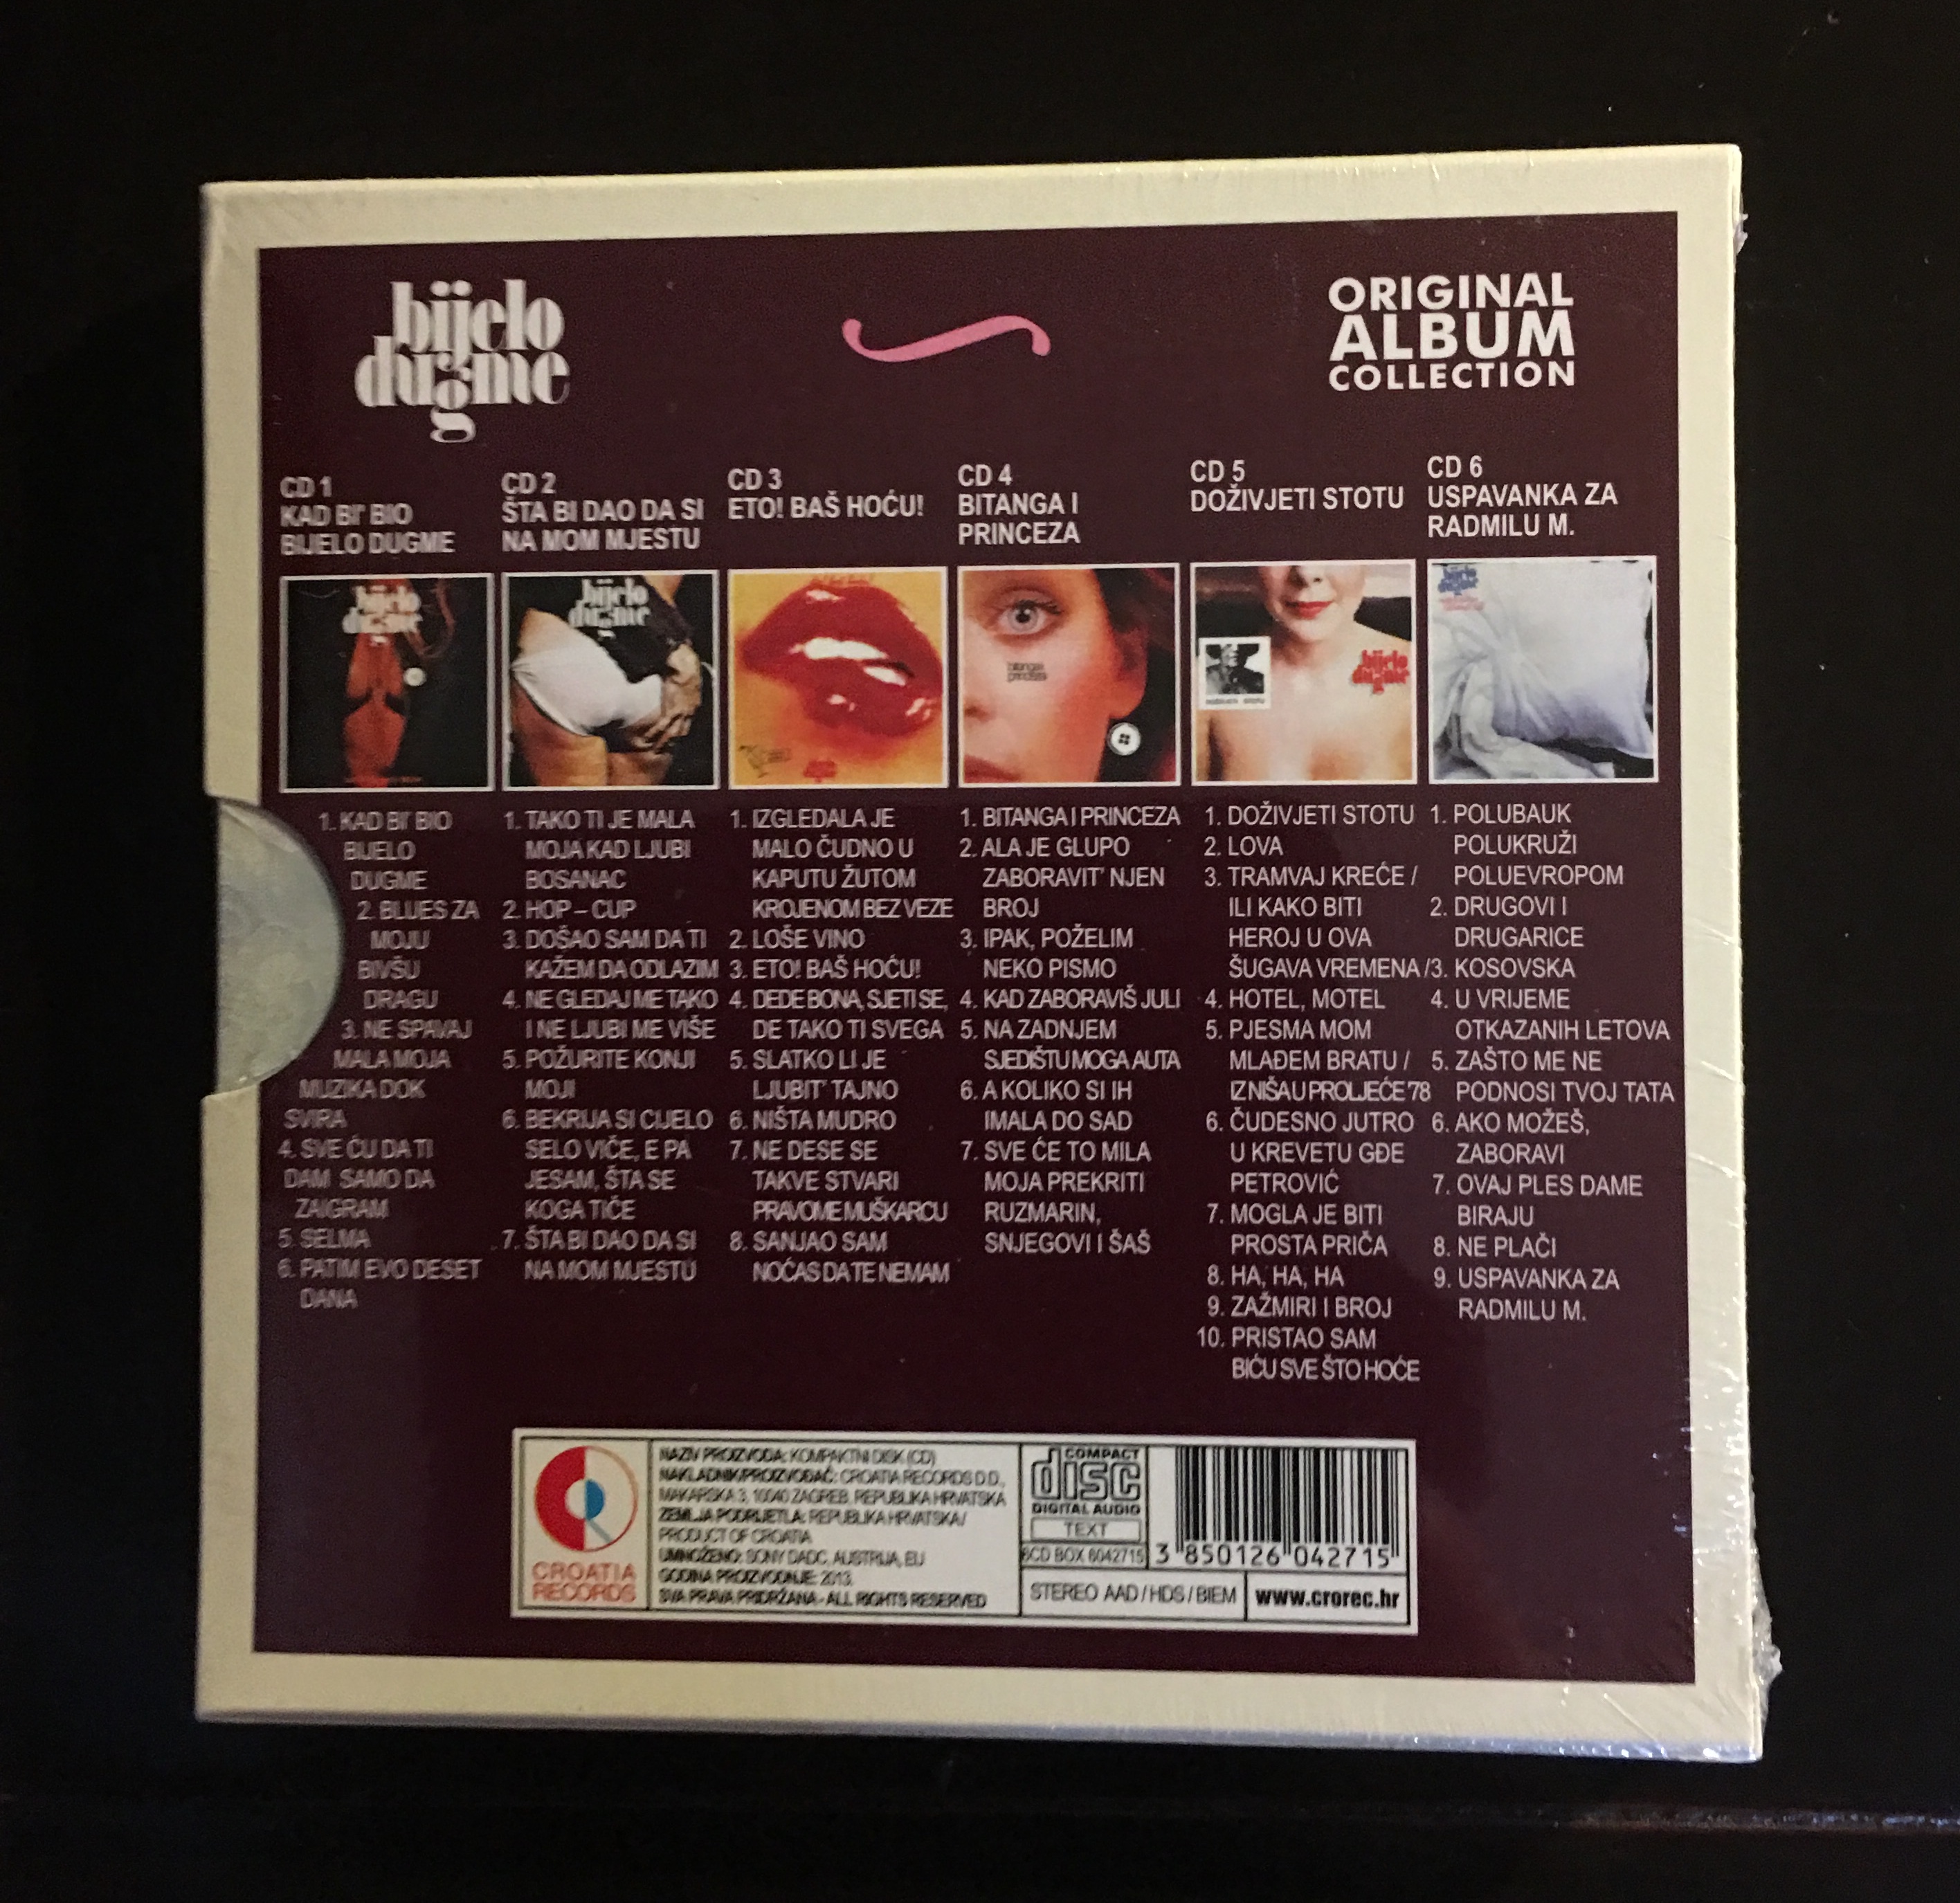 bijelo
dugme
ORIGINAL
ALBUM
COLLECTION
CD 1
KAD BI' BIO
BIJELO DUGME
CD 2
ŠTA BI DAO DA SI
NA MOM MJESTU
CD 3
ETO! BAŠ HOĆU!
CD 4
BITANGA I
PRINCEZA
CD 5
DOŽIVJETI STOTU
CD 6
USPAVANKA ZA
RADMILU M.
bijelo
dugme
bijelo
dugme
bitanga i
princeza
bijelo
dugme
1. KAD BI' BIO
BIJELO
DUGME
2. BLUES ZA
MOJU
BIVŠU
DRAGU
3. NE SPAVAJ
MALA MOJA
MUZIKA DOK
SVIRA
4. SVE ĆU DA TI
DAM SAMO DA
ZAIGRAM
5. SELMA
6. PATIM EVO DESET
DANA
1. TAKO TI JE MALA
MOJA KAD LJUBI
BOSANAC
2. HOP – CUP
3. DOŠAO SAM DA TI
KAŽEM DA ODLAZIM
4. NE GLEDAJ ME TAKO
I NE LJUBI ME VIŠE
5. POŽURITE KONJI
MOJI
6. BEKRIJA SI CIJELO
SELO VIČE, E PA
JESAM, ŠTA SE
KOGA TIČE
7. ŠTA BI DAO DA SI
NA MOM MJESTU
1. IZGLEDALA JE
MALO ČUDNO U
KAPUTU ŽUTOM
KROJENOM BEZ VEZE
2. LOŠE VINO
3. ETO! BAŠ HOĆU!
4. DEDE BONA, SJETI SE,
DE TAKO TI SVEGA
5. SLATKO LI JE
LJUBIT' TAJNO
6. NIŠTA MUDRO
7. NE DESE SE
TAKVE STVARI
PRAVOME MUŠKARCU
8. SANJAO SAM
NOĆAS DA TE NEMAM
1. BITANGA I PRINCEZA
2. ALA JE GLUPO
ZABORAVIT' NJEN
BROJ
3. IPAK, POŽELIM
NEKO PISMO
4. KAD ZABORAVIŠ JULI
5. NA ZADNJEM
SJEDIŠTU MOGA AUTA
6. A KOLIKO SI IH
IMALA DO SAD
7. SVE ĆE TO MILA
MOJA PREKRITI
RUZMARIN,
SNJEGOVI I ŠAŠ
1. DOŽIVJETI STOTU
2. LOVA
3. TRAMVAJ KREĆE /
ILI KAKO BITI
HEROJ U OVA
ŠUGAVA VREMENA /
4. HOTEL, MOTEL
5. PJESMA MOM
MLAĐEM BRATU /
IZ NIŠA U PROLJEĆE '78
6. ČUDESNO JUTRO
U KREVETU GĐE
PETROVIĆ
7. MOGLA JE BITI
PROSTA PRIČA
8. HA, HA, HA
9. ZAŽMIRI I BROJ
10. PRISTAO SAM
BIĆU SVE ŠTO HOĆE
1. POLUBAUK
POLUKRUŽI
POLUEVROPOM
2. DRUGOVI I
DRUGARICE
3. KOSOVSKA
4. U VRIJEME
OTKAZANIH LETOVA
5. ZAŠTO ME NE
PODNOSI TVOJ TATA
6. AKO MOŽEŠ,
ZABORAVI
7. OVAJ PLES DAME
BIRAJU
8. NE PLAČI
9. USPAVANKA ZA
RADMILU M.
CROATIA
RECORDS
NAZIV PROIZVODA: KOMPAKTNI DISK (CD)
NAKLADNIK/PROIZVOĐAČ: CROATIA RECORDS D.D.,
MAKARSKA 3, 10040 ZAGREB, REPUBLIKA HRVATSKA
ZEMLJA PODRIJETLA: REPUBLIKA HRVATSKA/
PRODUCT OF CROATIA
UMNOŽENO: SONY DADC, AUSTRIJA, EU
GODINA PROIZVODNJE: 2013.
SVA PRAVA PRIDRŽANA - ALL RIGHTS RESERVED
COMPACT
disc
DIGITAL AUDIO
TEXT
6CD BOX 6042715
3 850126 042715
STEREO AAD / HDS / BIEM
www.crorec.hr